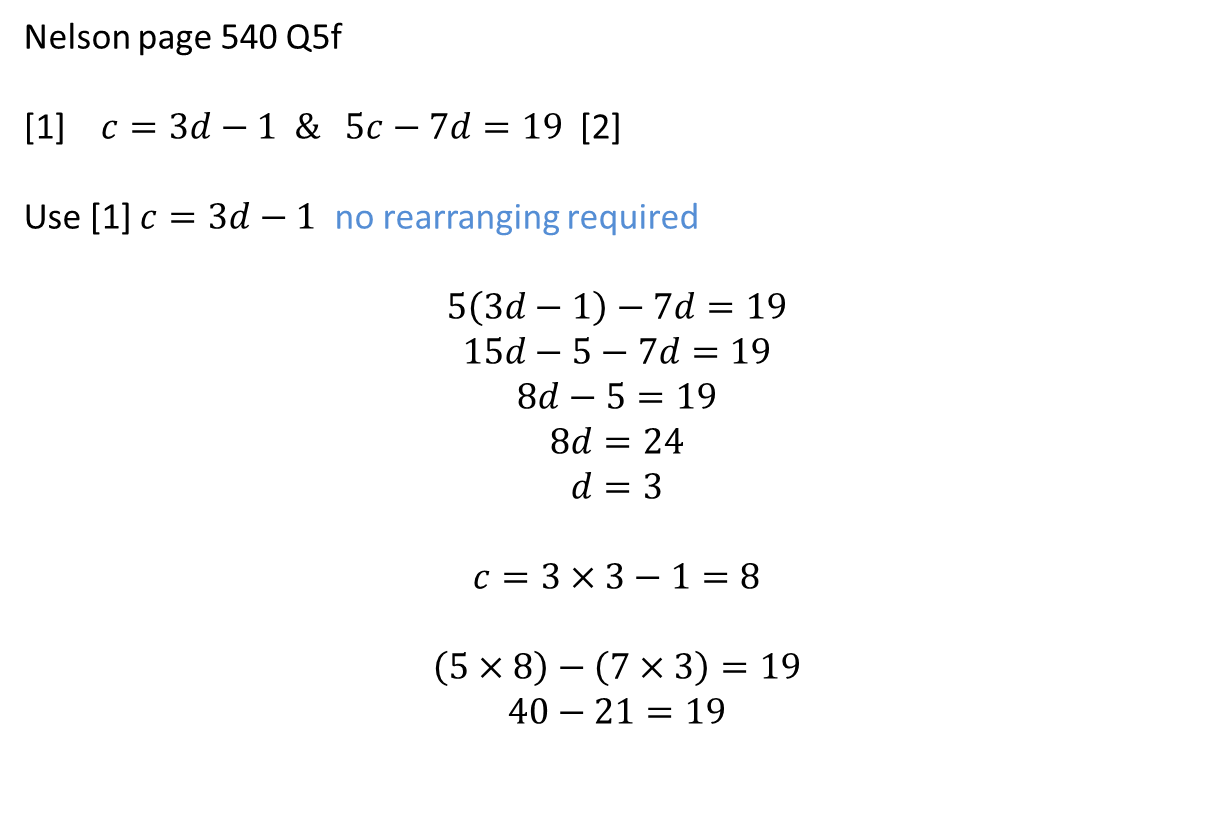 Nelson page 540 Q5f
[1] c = 3d − 1 & 5c − 7d = 19 [2]
Use [1] c = 3d − 1 no rearranging required
5(3d − 1) − 7d = 19
15d − 5 − 7d = 19
8d − 5 = 19
8d = 24
d = 3
c = 3 × 3 − 1 = 8
(5 × 8) − (7 × 3) = 19
40 − 21 = 19